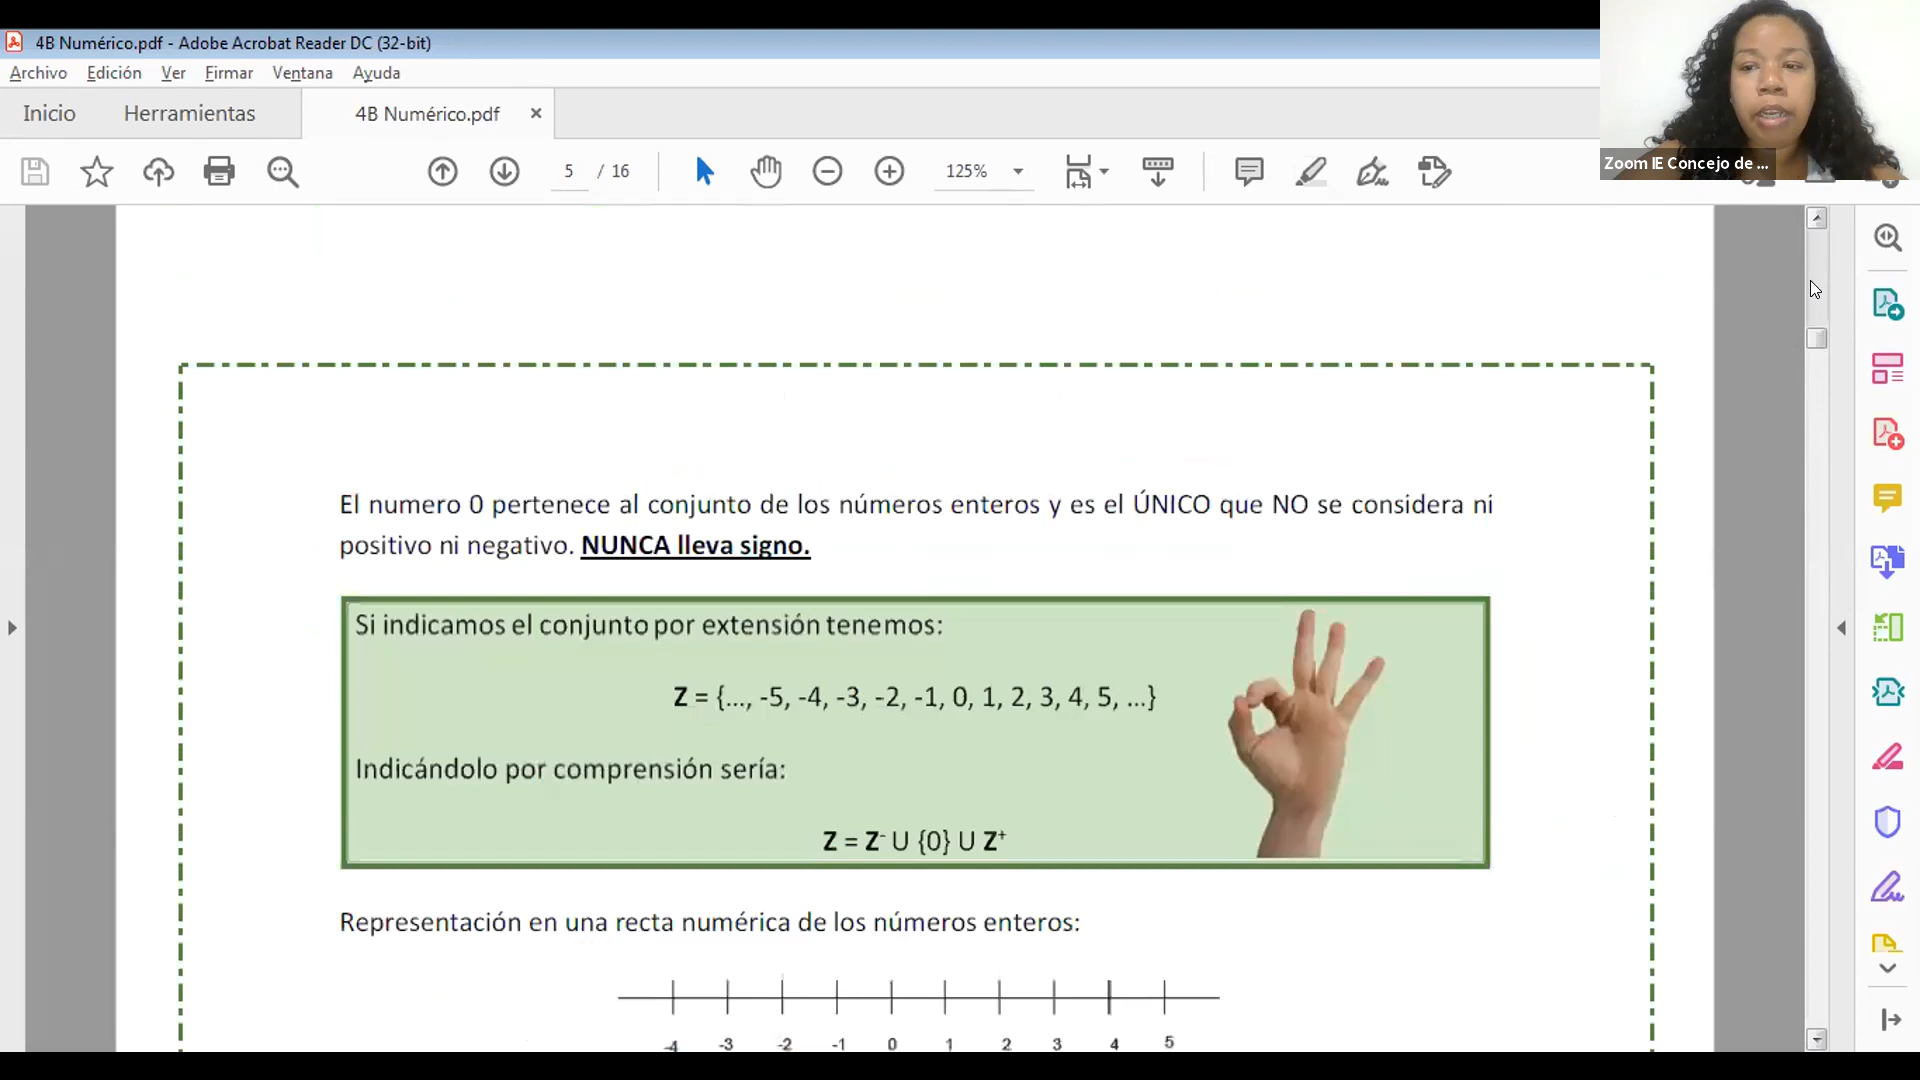 4B Numérico.pdf - Adobe Acrobat Reader DC (32-bit)
Archivo Edición Ver Firmar Ventana Ayuda
Inicio Herramientas 4B Numérico.pdf ×
5 / 16 125%
Zoom IE Concejo de ...
El numero 0 pertenece al conjunto de los números enteros y es el ÚNICO que NO se considera ni
positivo ni negativo. NUNCA lleva signo.
Si indicamos el conjunto por extensión tenemos:
Z = {..., -5, -4, -3, -2, -1, 0, 1, 2, 3, 4, 5, ...}
Indicándolo por comprensión sería:
Z = Z⁻ U {0} U Z⁺
Representación en una recta numérica de los números enteros:
-4 -3 -2 -1 0 1 2 3 4 5